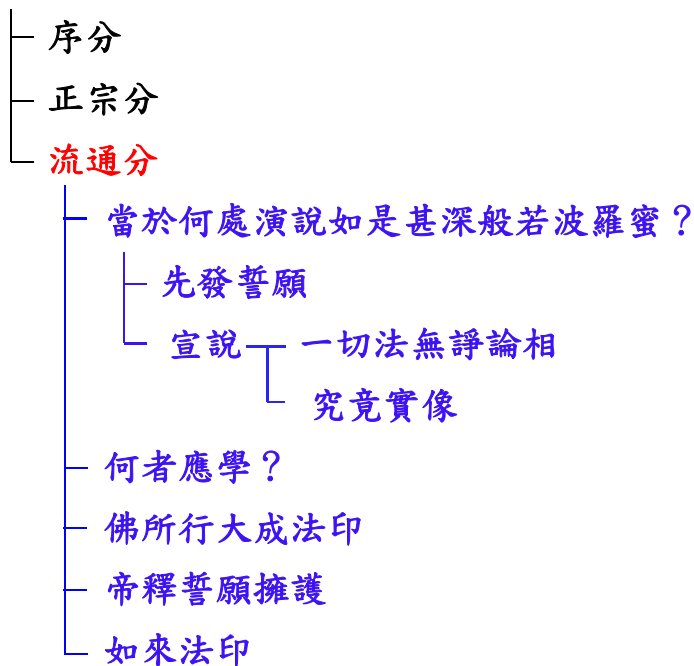 序分
正宗分
流通分
當於何處演說如是甚深般若波羅蜜？
先發誓願
宣說 一切法無諍論相
究竟實像
何者應學？
佛所行大成法印
帝釋誓願擁護
如來法印